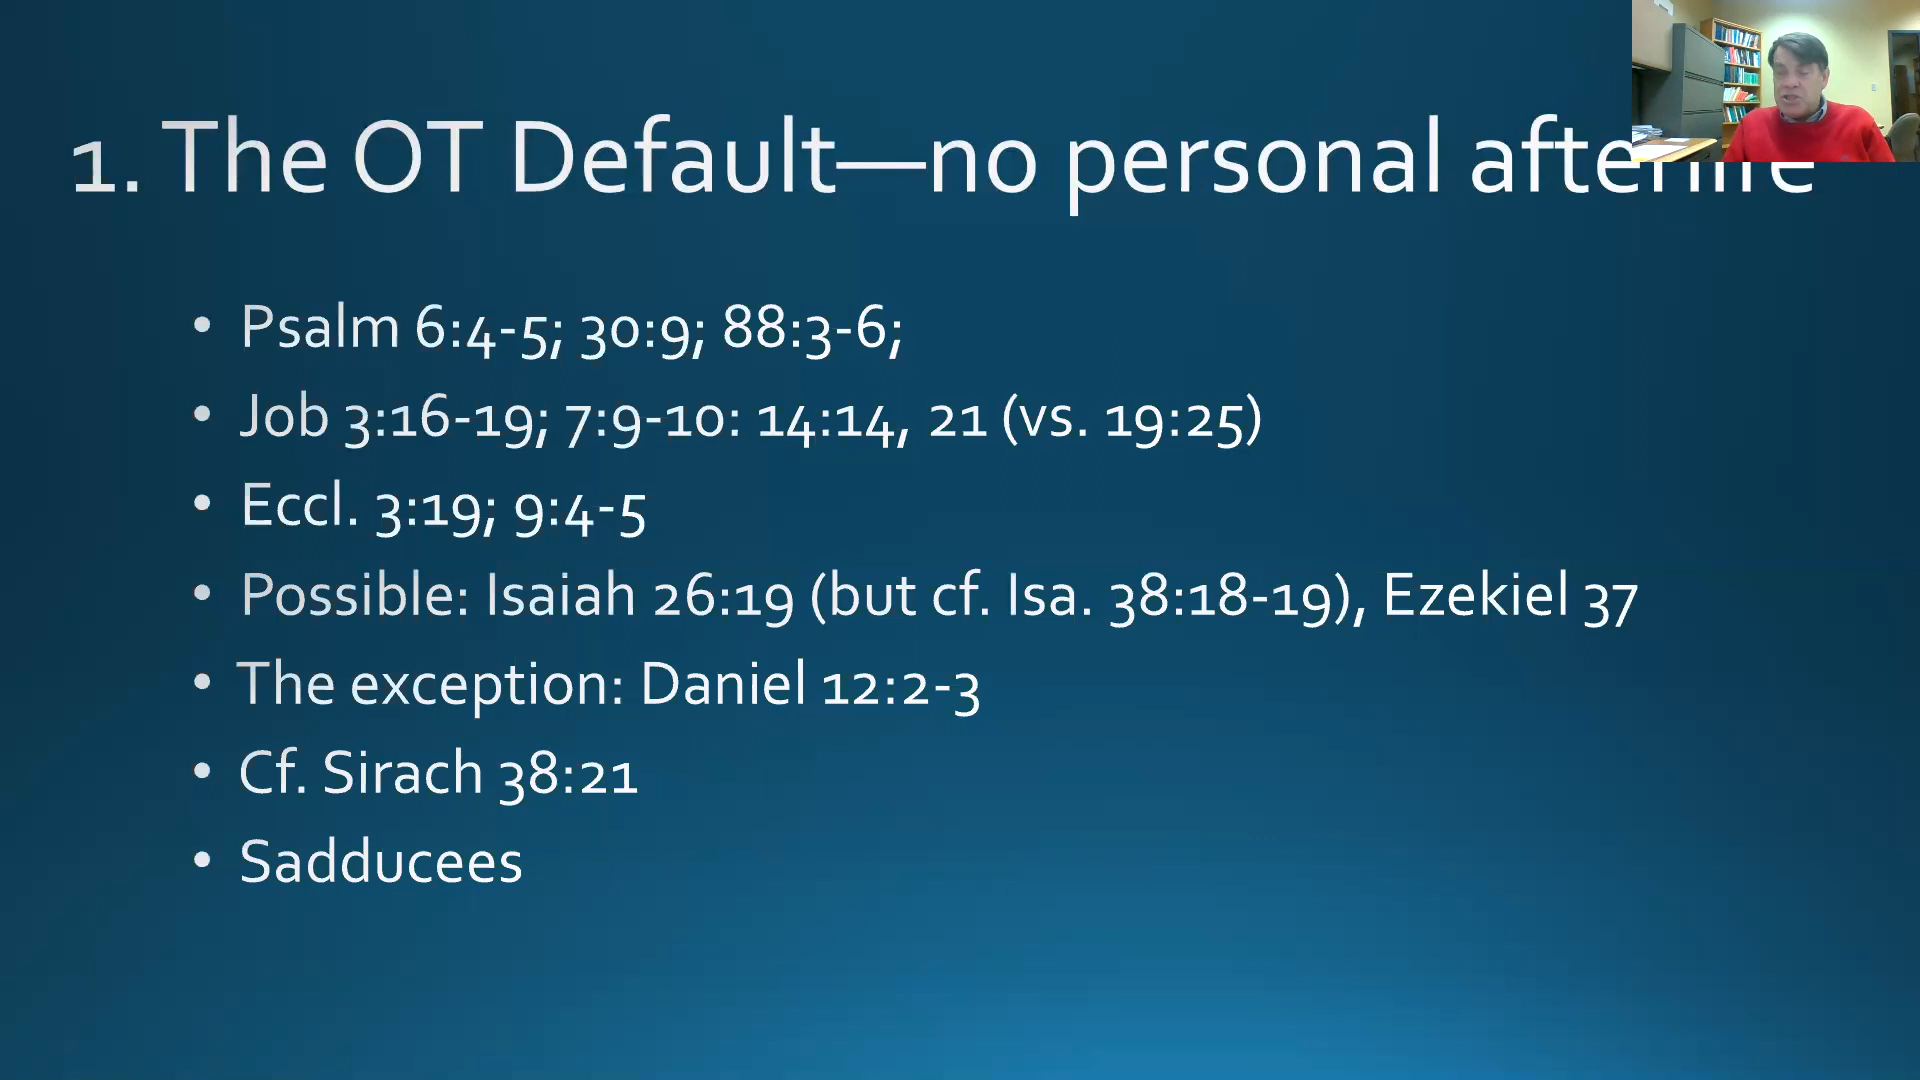 1. The OT Default—no personal afterlife
• Psalm 6:4-5; 30:9; 88:3-6;
• Job 3:16-19; 7:9-10: 14:14, 21 (vs. 19:25)
• Eccl. 3:19; 9:4-5
• Possible: Isaiah 26:19 (but cf. Isa. 38:18-19), Ezekiel 37
• The exception: Daniel 12:2-3
• Cf. Sirach 38:21
• Sadducees